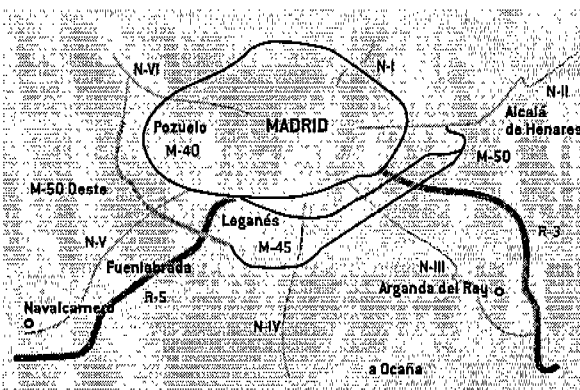 N-VI
N-I
N-II
Pozuelo
MADRID
Alcalá
de Henares
M-40
M-50
M-50 Oeste
Leganés
R-3
N-V
M-45
Fuenlabrada
N-III
Arganda del Rey
R-5
Navalcarnero
N-IV
a Ocaña